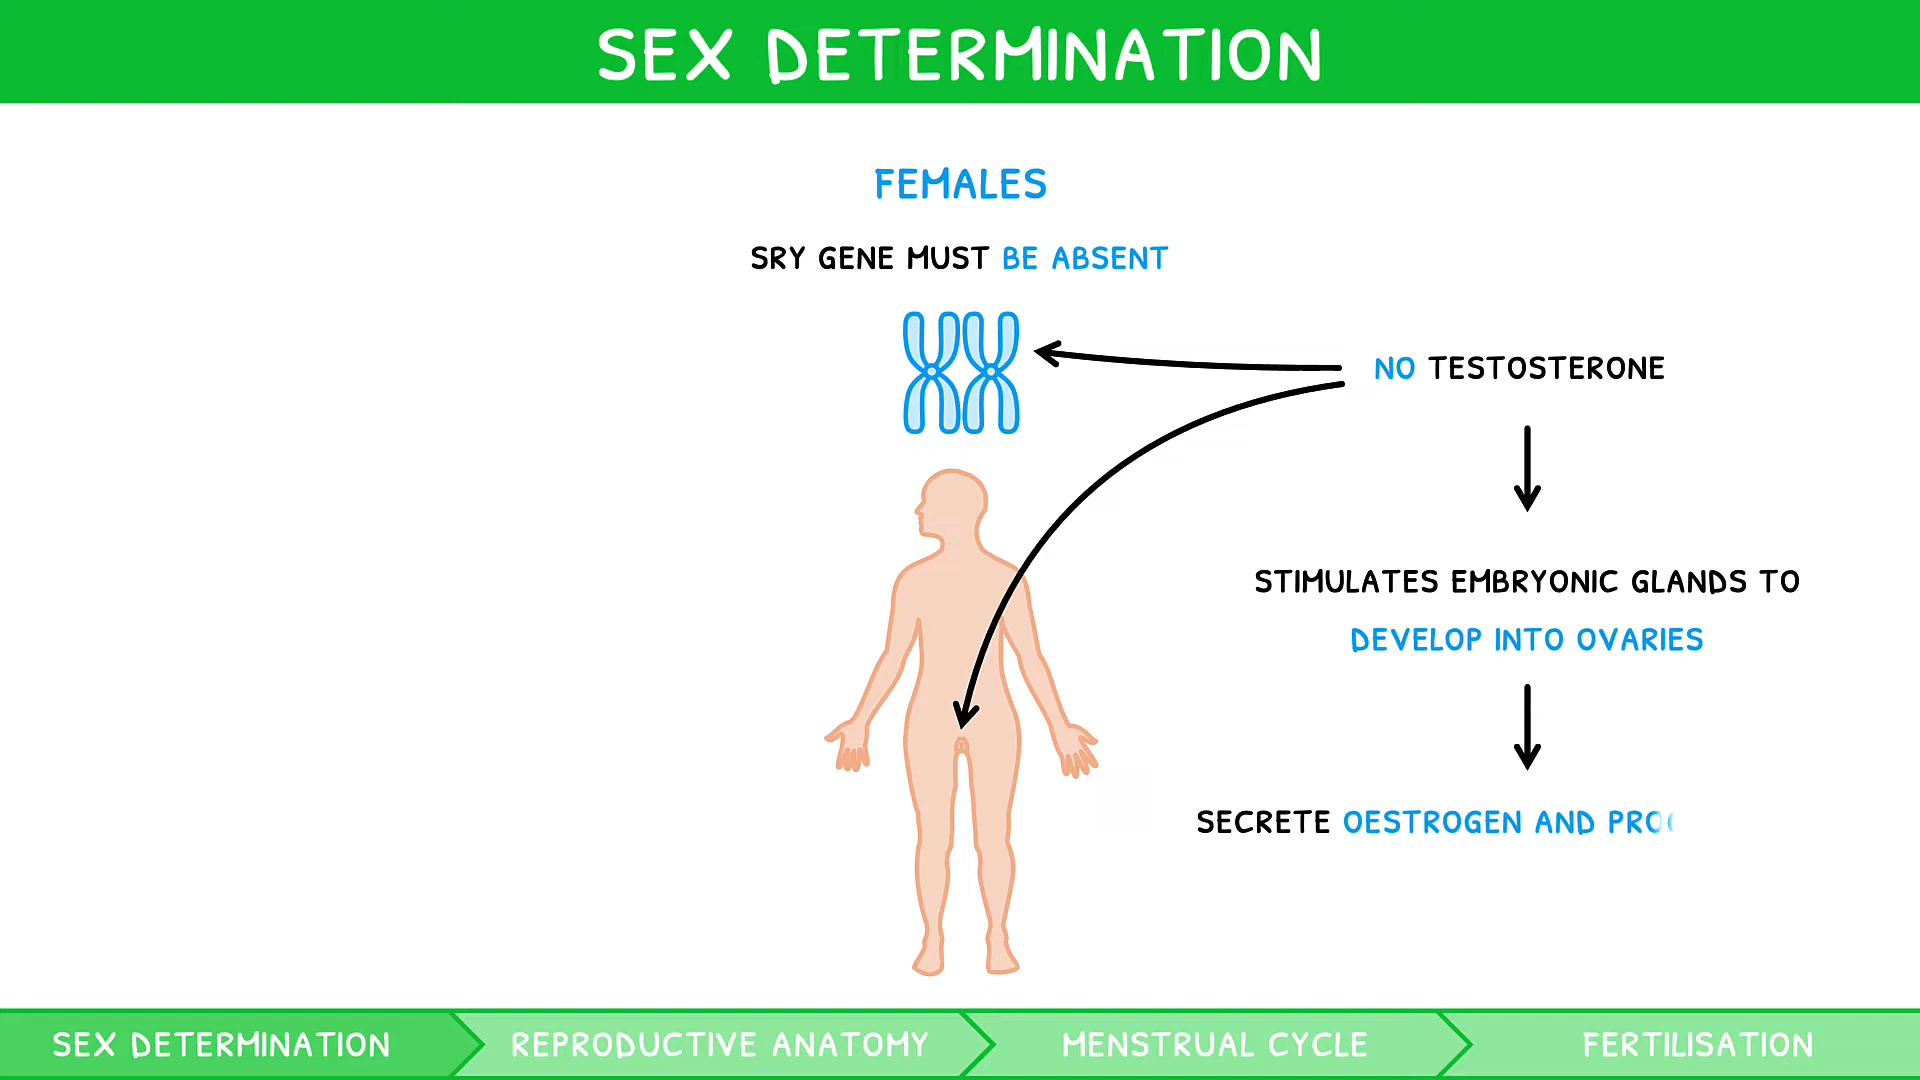 SEX DETERMINATION
FEMALES
SRY GENE MUST BE ABSENT
NO TESTOSTERONE
STIMULATES EMBRYONIC GLANDS TO
DEVELOP INTO OVARIES
SECRETE OESTROGEN AND
SEX DETERMINATION
REPRODUCTIVE ANATOMY
MENSTRUAL CYCLE
FERTILISATION